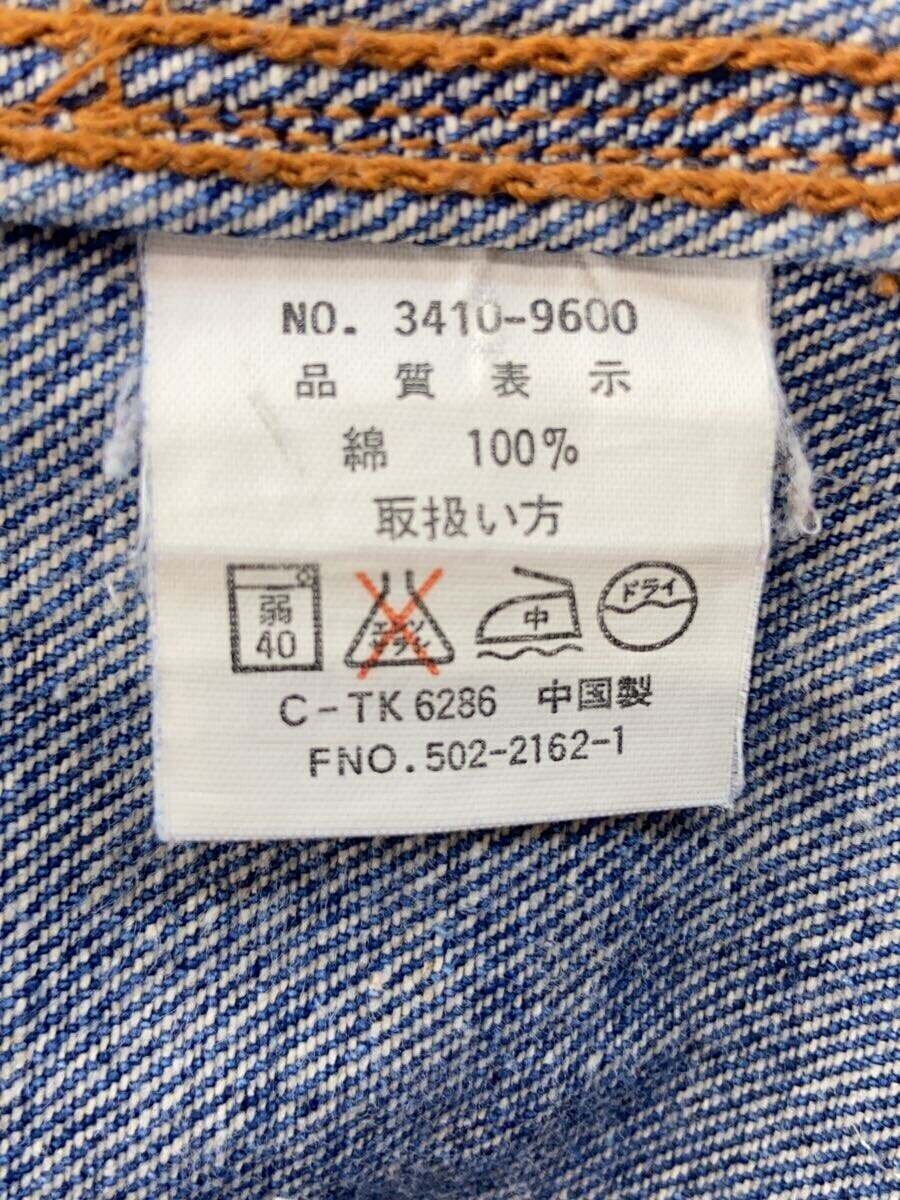 NO. 3410-9600
品質表示
綿 100%
取扱い方
弱 40 エンソ サラシ 中 ドライ
C-TK 6286 中国製
FNO. 502-2162-1